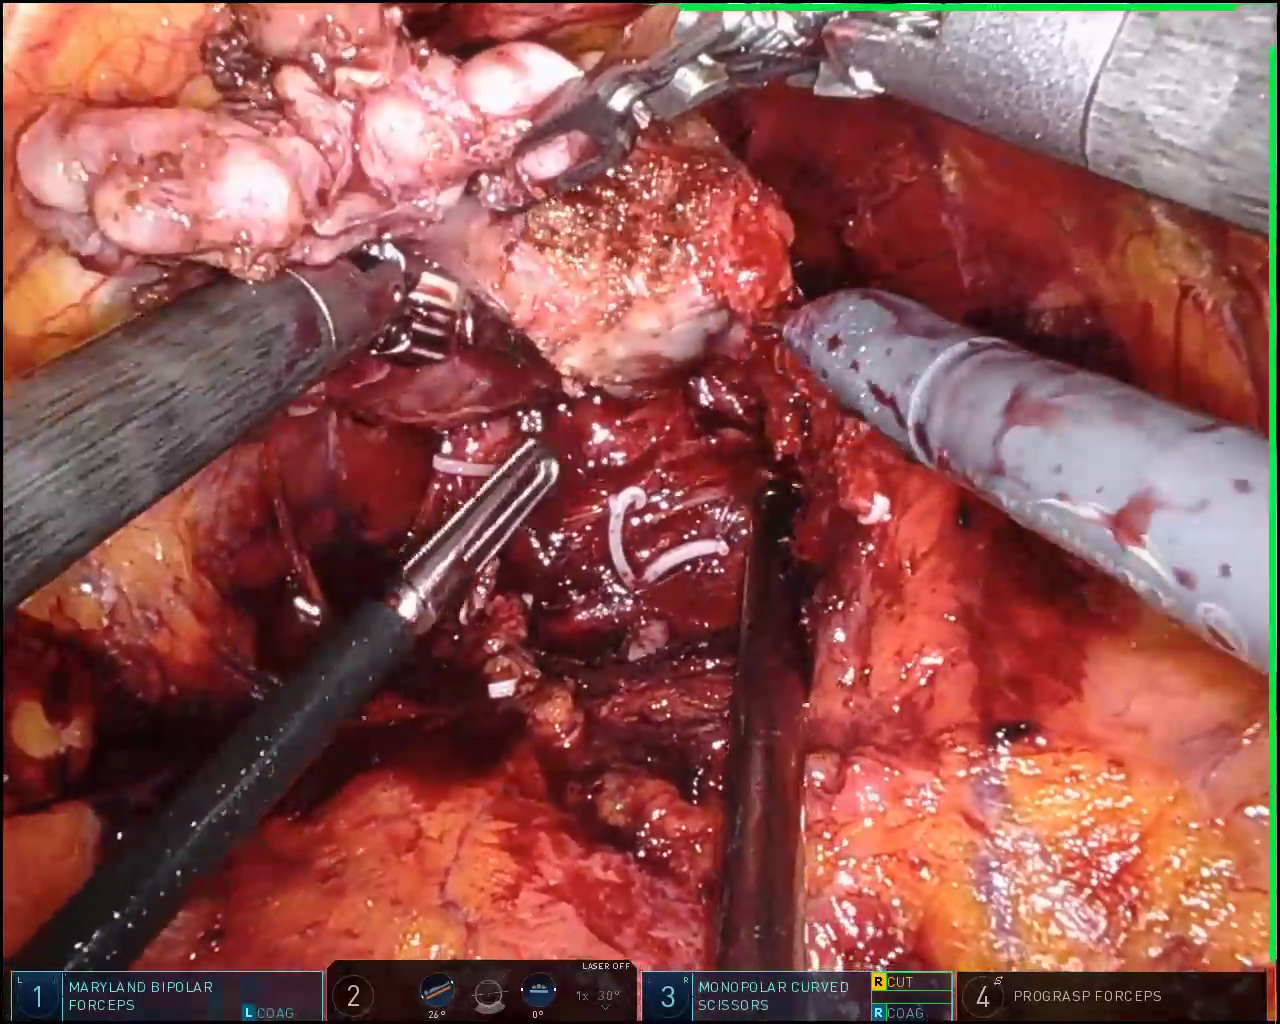 LASER OFF
L
1
MARYLAND BIPOLAR
FORCEPS
L COAG
2
26°
0°
1x 30°
R
3
MONOPOLAR CURVED
SCISSORS
R CUT
R COAG
4
S
PROGRASP FORCEPS